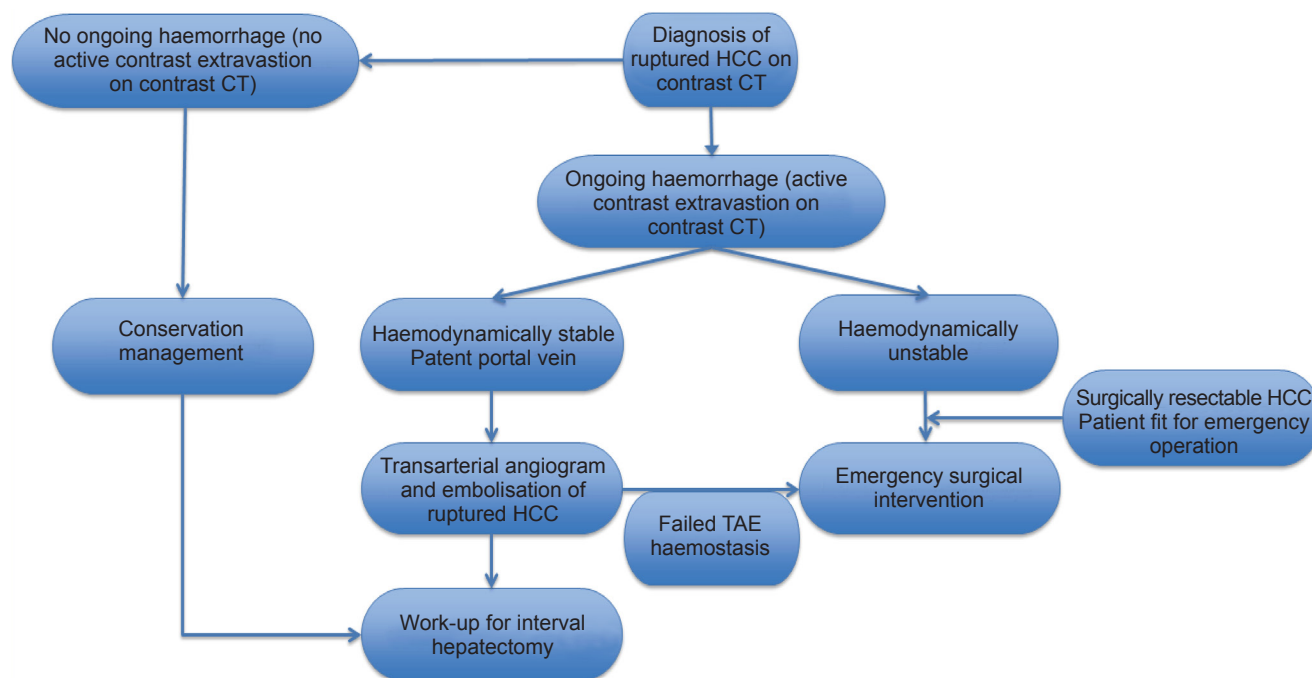 No ongoing haemorrhage (no
active contrast extravastion
on contrast CT)
Diagnosis of
ruptured HCC on
contrast CT
Ongoing haemorrhage (active
contrast extravastion on
contrast CT)
Conservation
management
Haemodynamically stable
Patent portal vein
Haemodynamically
unstable
Surgically resectable HCC
Patient fit for emergency
operation
Transarterial angiogram
and embolisation of
ruptured HCC
Failed TAE
haemostasis
Emergency surgical
intervention
Work-up for interval
hepatectomy